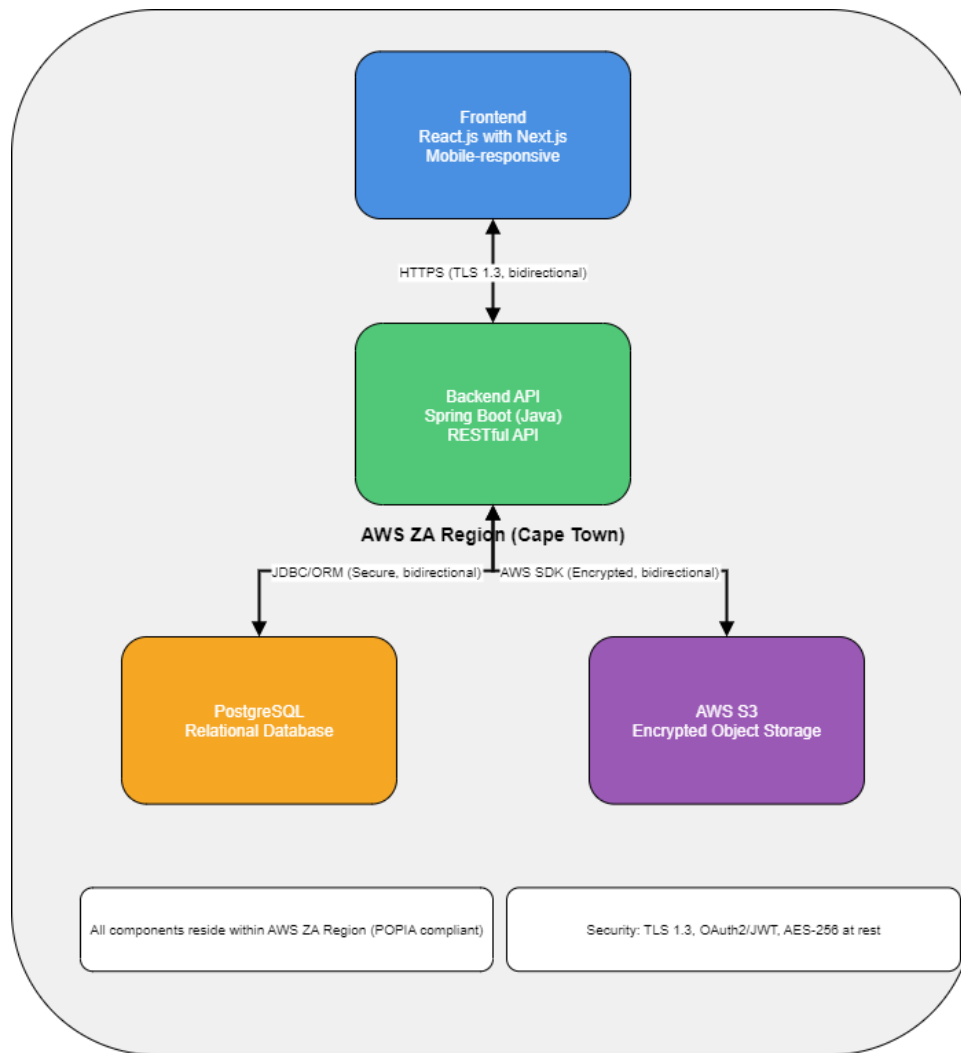 Frontend
React.js with Next.js
Mobile-responsive
HTTPS (TLS 1.3, bidirectional)
Backend API
Spring Boot (Java)
RESTful API
AWS ZA Region (Cape Town)
JDBC/ORM (Secure, bidirectional)
AWS SDK (Encrypted, bidirectional)
PostgreSQL
Relational Database
AWS S3
Encrypted Object Storage
All components reside within AWS ZA Region (POPIA compliant)
Security: TLS 1.3, OAuth2/JWT, AES-256 at rest